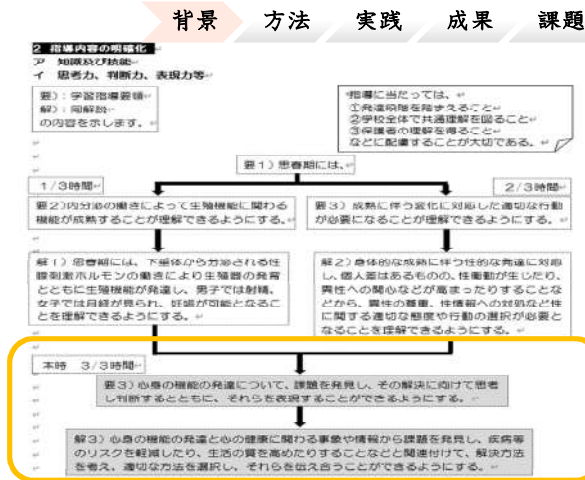 背景 方法 実践 成果 課題
2 指導内容の明確化
ア 知識及び技能
イ 思考力、判断力、表現力等
要）：学習指導要領
解）：同解説
の内容を示します。
指導に当たっては、
①発達段階を踏まえること
②学校全体で共通理解を図ること
③保護者の理解を得ること
などに配慮することが大切である。
要１）思春期には、
１/３時間
２/３時間
要２）内分泌の働きによって生殖機能に関わる
機能が成熟することが理解できるようにする。
要３）成熟に伴う変化に対応した適切な行動
が必要になることが理解できるようにする。
解１）思春期には、下垂体から分泌される性
腺刺激ホルモンの働きにより生殖器の発育
とともに生殖機能が発達し、男子では射精、
女子では月経が見られ、妊娠が可能となるこ
とを理解できるようにする。
解２）身体的な成熟に伴う性的な発達に対応
し、個人差はあるものの、性衝動が生じたり、
異性への関心などが高まったりすることな
どから、異性の尊重、性情報への対処など性
に関する適切な態度や行動の選択が必要と
なることを理解できるようにする。
本時 ３/３時間
要３）心身の機能の発達について、課題を発見し、その解決に向けて思考
し判断するとともに、それらを表現することができるようにする。
解３）心身の機能の発達と心の健康に関わる事象や情報から課題を発見し、疾病等
のリスクを軽減したり、生活の質を高めたりすることなどと関連付けて、解決方法
を考え、適切な方法を選択し、それらを伝え合うことができるようにする。